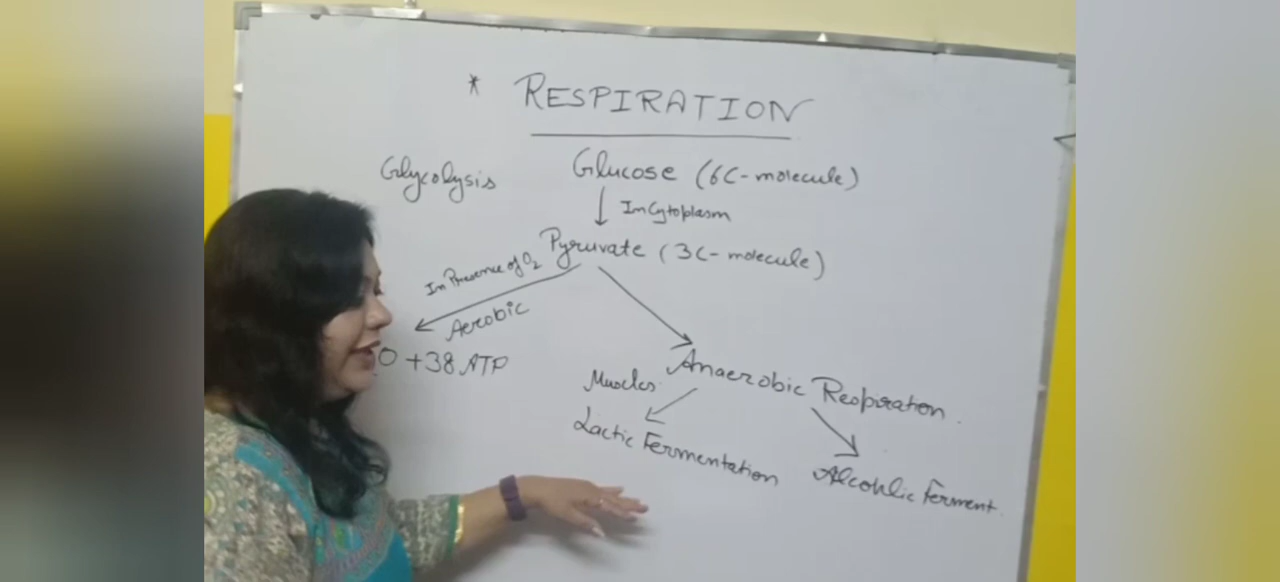 * RESPIRATION
Glycolysis
Glucose (6C-molecule)
In Cytoplasm
Pyruvate (3C-molecule)
In Presence of O2
Aerobic
O + 38 ATP
Anaerobic Respiration.
Muscles
Lactic Fermentation
Alcohlic Ferment.